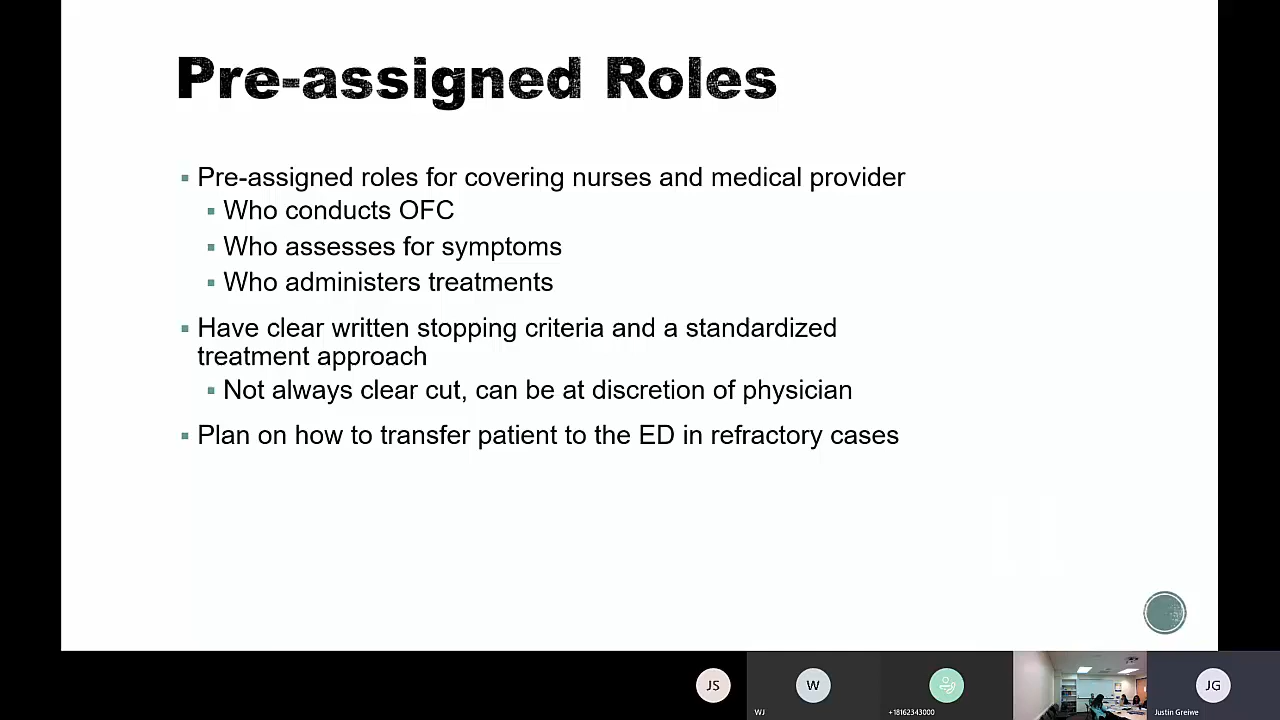 Pre-assigned Roles
Pre-assigned roles for covering nurses and medical provider
Who conducts OFC
Who assesses for symptoms
Who administers treatments
Have clear written stopping criteria and a standardized
treatment approach
Not always clear cut, can be at discretion of physician
Plan on how to transfer patient to the ED in refractory cases
JS
W
JG
WJ
+18162343000
Justin Greiwe